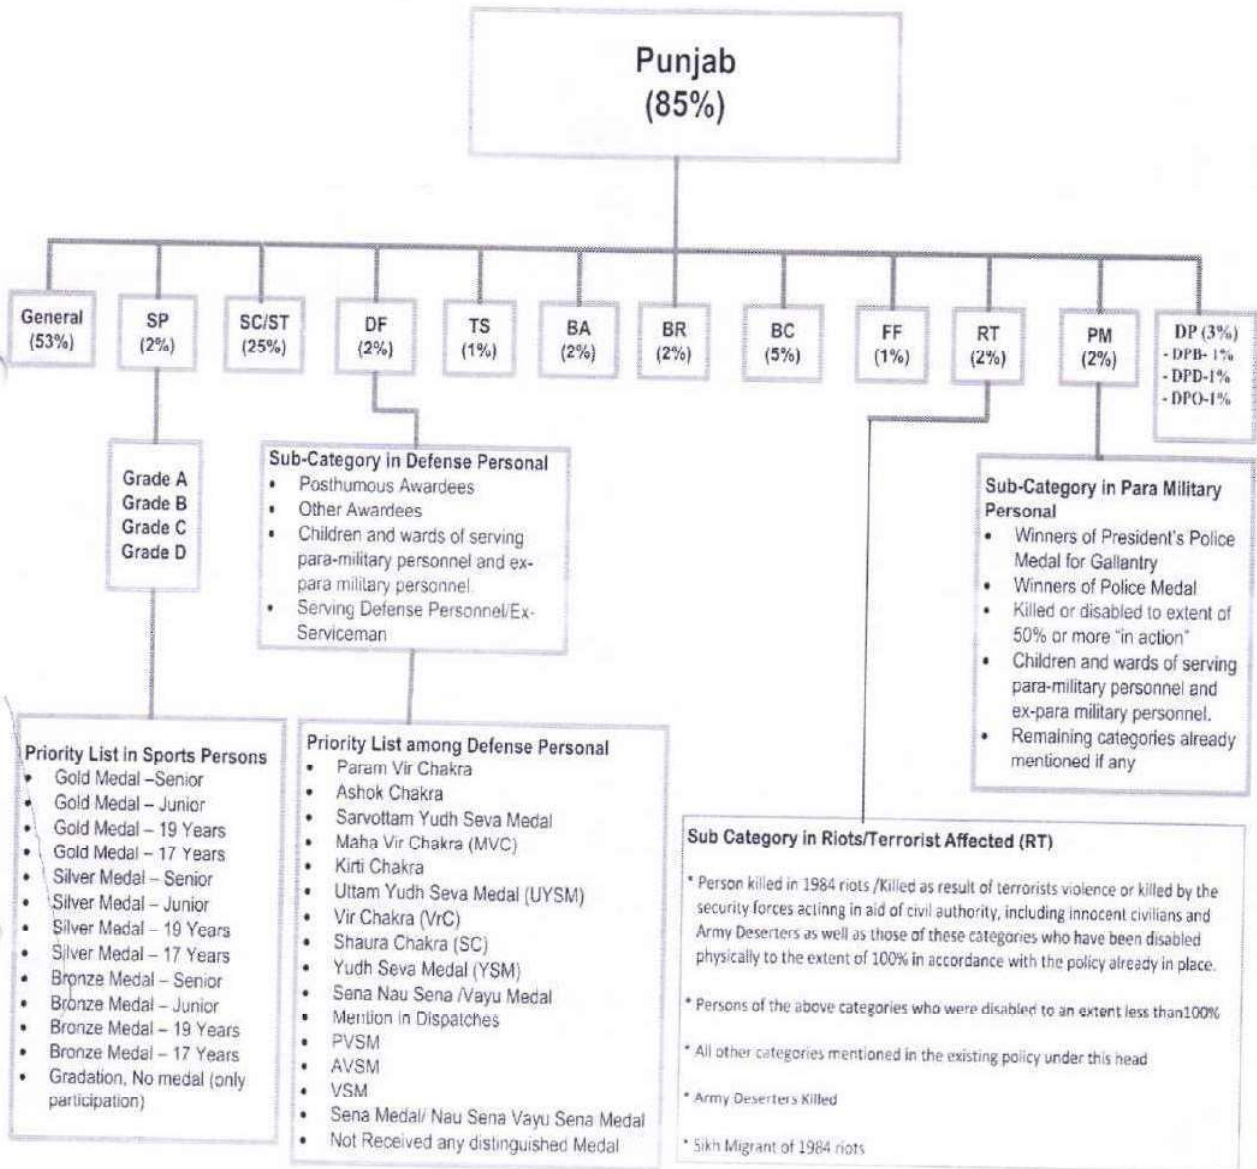 Punjab
(85%)
General
(53%)
SP
(2%)
SC/ST
(25%)
DF
(2%)
TS
(1%)
BA
(2%)
BR
(2%)
BC
(5%)
FF
(1%)
RT
(2%)
PM
(2%)
DP (3%)
- DPB- 1%
- DPD-1%
- DPO-1%
Grade A
Grade B
Grade C
Grade D
Sub-Category in Defense Personal
• Posthumous Awardees
• Other Awardees
• Children and wards of serving
para-military personnel and ex-
para military personnel.
• Serving Defense Personnel/Ex-
Serviceman
Sub-Category in Para Military
Personal
• Winners of President's Police
Medal for Gallantry
• Winners of Police Medal
• Killed or disabled to extent of
50% or more "in action"
• Children and wards of serving
para-military personnel and
ex-para military personnel.
• Remaining categories already
mentioned if any
Priority List in Sports Persons
• Gold Medal –Senior
• Gold Medal – Junior
• Gold Medal – 19 Years
• Gold Medal – 17 Years
• Silver Medal – Senior
• Silver Medal – Junior
• Silver Medal – 19 Years
• Silver Medal – 17 Years
• Bronze Medal – Senior
• Bronze Medal – Junior
• Bronze Medal – 19 Years
• Bronze Medal – 17 Years
• Gradation, No medal (only
participation)
Priority List among Defense Personal
• Param Vir Chakra
• Ashok Chakra
• Sarvottam Yudh Seva Medal
• Maha Vir Chakra (MVC)
• Kirti Chakra
• Uttam Yudh Seva Medal (UYSM)
• Vir Chakra (VrC)
• Shaura Chakra (SC)
• Yudh Seva Medal (YSM)
• Sena Nau Sena /Vayu Medal
• Mention in Dispatches
• PVSM
• AVSM
• VSM
• Sena Medal/ Nau Sena Vayu Sena Medal
• Not Received any distinguished Medal
Sub Category in Riots/Terrorist Affected (RT)
* Person killed in 1984 riots /Killed as result of terrorists violence or killed by the
security forces actinng in aid of civil authority, including innocent civilians and
Army Deserters as well as those of these categories who have been disabled
physically to the extent of 100% in accordance with the policy already in place.
* Persons of the above categories who were disabled to an extent less than100%
* All other categories mentioned in the existing policy under this head
* Army Deserters Killed
* Sikh Migrant of 1984 riots